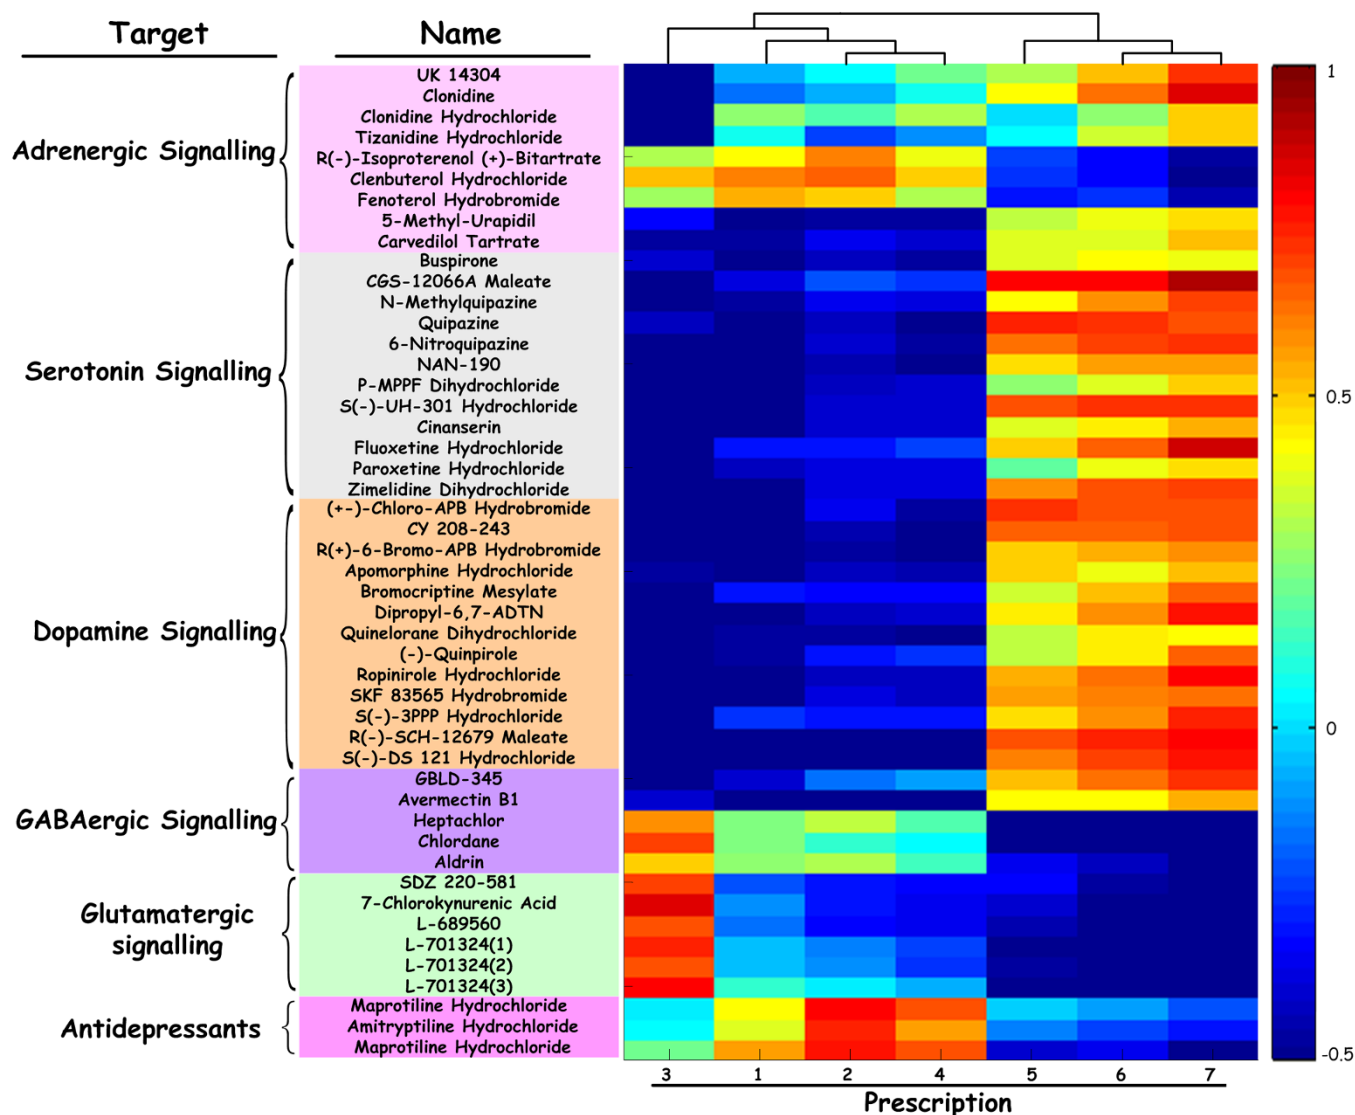 Target Name
UK 14304
Clonidine
Clonidine Hydrochloride
Tizanidine Hydrochloride
Adrenergic Signalling
R(-)-Isoproterenol (+)-Bitartrate
Clenbuterol Hydrochloride
Fenoterol Hydrobromide
5-Methyl-Urapidil
Carvedilol Tartrate
Buspirone
CGS-12066A Maleate
N-Methylquipazine
Quipazine
6-Nitroquipazine
Serotonin Signalling
NAN-190
P-MPPF Dihydrochloride
S(-)-UH-301 Hydrochloride
Cinanserin
Fluoxetine Hydrochloride
Paroxetine Hydrochloride
Zimelidine Dihydrochloride
(+-)-Chloro-APB Hydrobromide
CY 208-243
R(+)-6-Bromo-APB Hydrobromide
Apomorphine Hydrochloride
Bromocriptine Mesylate
Dipropyl-6,7-ADTN
Dopamine Signalling
Quinelorane Dihydrochloride
(-)-Quinpirole
Ropinirole Hydrochloride
SKF 83565 Hydrobromide
S(-)-3PPP Hydrochloride
R(-)-SCH-12679 Maleate
S(-)-DS 121 Hydrochloride
GBLD-345
Avermectin B1
GABAergic Signalling
Heptachlor
Chlordane
Aldrin
SDZ 220-581
7-Chlorokynurenic Acid
Glutamatergic
signalling
L-689560
L-701324(1)
L-701324(2)
L-701324(3)
Maprotiline Hydrochloride
Antidepressants
Amitryptiline Hydrochloride
Maprotiline Hydrochloride
3 1 2 4 5 6 7
Prescription
1
0.5
0
-0.5